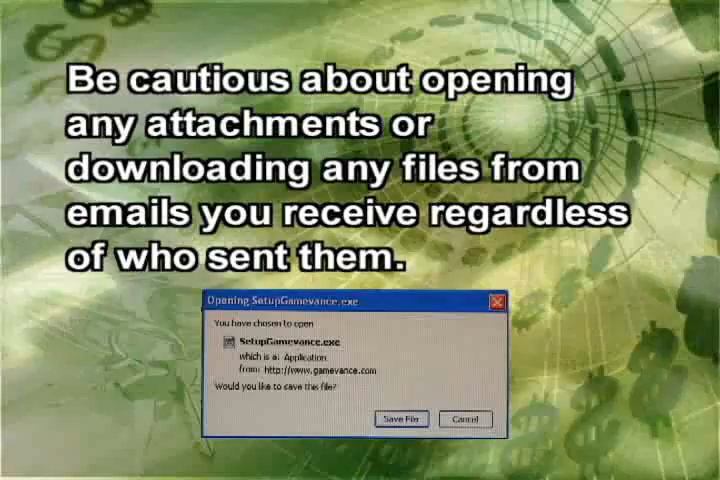 Be cautious about opening
any attachments or
downloading any files from
emails you receive regardless
of who sent them.
Opening SetupGamevance.exe
You have chosen to open
SetupGamevance.exe
which is a: Application
from: http://www.gamevance.com
Would you like to save this file?
Save File
Cancel